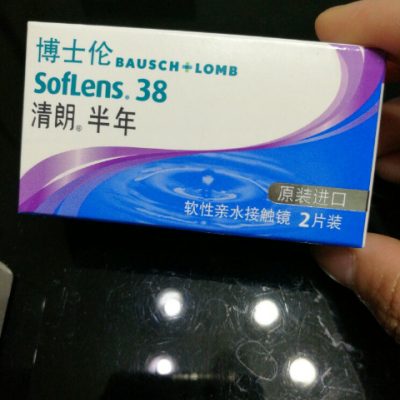 博士伦 BAUSCH+LOMB
SofLens® 38
清朗® 半年
原装进口
软性亲水接触镜 2片装